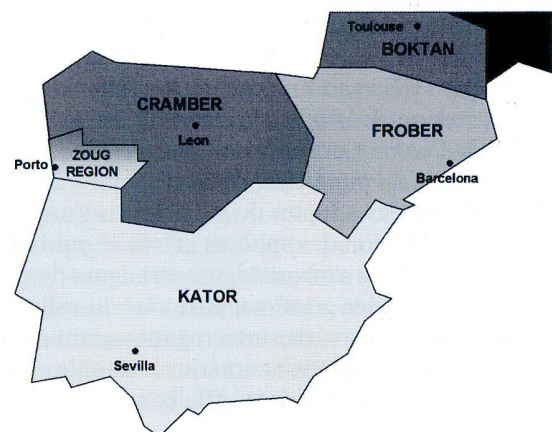 Toulouse
BOKTAN
CRAMBER
Leon
FROBER
ZOUG
REGION
Porto
Barcelona
KATOR
Sevilla